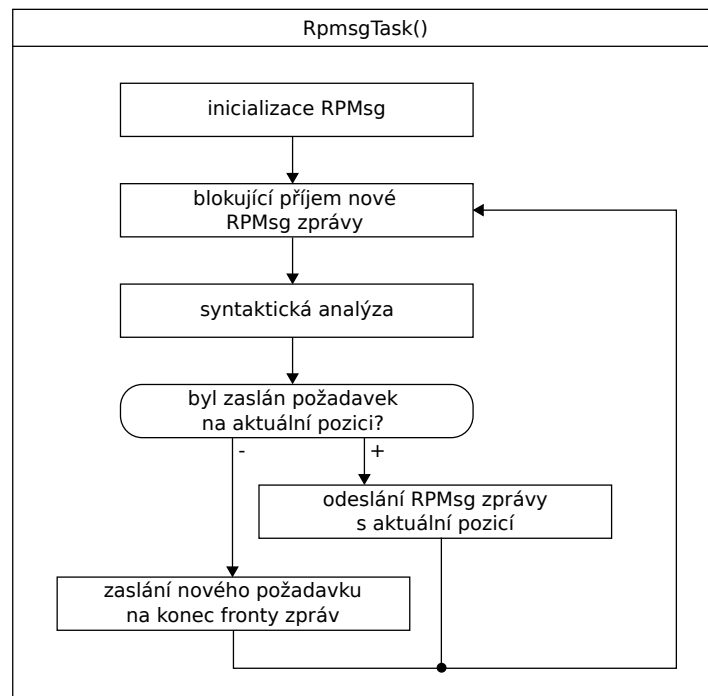 RpmsgTask()
inicializace RPMsg
blokující příjem nové
RPMsg zprávy
syntaktická analýza
byl zaslán požadavek
na aktuální pozici?
-
+
odeslání RPMsg zprávy
s aktuální pozicí
zaslání nového požadavku
na konec fronty zpráv